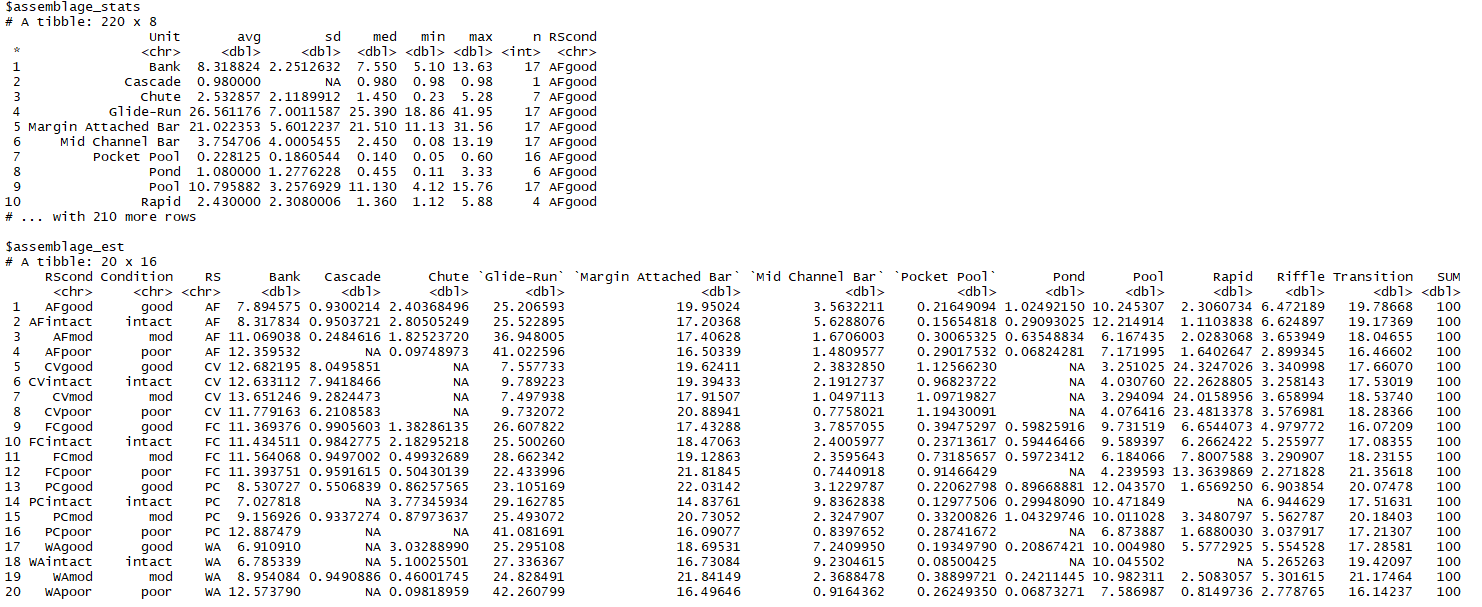 $assemblage_stats
# A tibble: 220 x 8
Unit avg sd med min max n RScond
* <chr> <dbl> <dbl> <dbl> <dbl> <dbl> <int> <chr>
1 Bank 8.318824 2.2512632 7.550 5.10 13.63 17 AFgood
2 Cascade 0.980000 NA 0.980 0.98 0.98 1 AFgood
3 Chute 2.532857 2.1189912 1.450 0.23 5.28 7 AFgood
4 Glide-Run 26.561176 7.0011587 25.390 18.86 41.95 17 AFgood
5 Margin Attached Bar 21.022353 5.6012237 21.510 11.13 31.56 17 AFgood
6 Mid Channel Bar 3.754706 4.0005455 2.450 0.08 13.19 17 AFgood
7 Pocket Pool 0.228125 0.1860544 0.140 0.05 0.60 16 AFgood
8 Pond 1.080000 1.2776228 0.455 0.11 3.33 6 AFgood
9 Pool 10.795882 3.2576929 11.130 4.12 15.76 17 AFgood
10 Rapid 2.430000 2.3080006 1.360 1.12 5.88 4 AFgood
# ... with 210 more rows
$assemblage_est
# A tibble: 20 x 16
RScond Condition RS Bank Cascade Chute `Glide-Run` `Margin Attached Bar` `Mid Channel Bar` `Pocket Pool` Pond Pool Rapid Riffle Transition SUM
<chr> <chr> <chr> <dbl> <dbl> <dbl> <dbl> <dbl> <dbl> <dbl> <dbl> <dbl> <dbl> <dbl> <dbl> <dbl>
1 AFgood good AF 7.894575 0.9300214 2.40368496 25.206593 19.95024 3.5632211 0.21649094 1.02492150 10.245307 2.3060734 6.472189 19.78668 100
2 AFintact intact AF 8.317834 0.9503721 2.80505249 25.522895 17.20368 5.6288076 0.15654818 0.29093025 12.214914 1.1103838 6.624897 19.17369 100
3 AFmod mod AF 11.069038 0.2484616 1.82523720 36.948005 17.40628 1.6706003 0.30065325 0.63548834 6.167435 2.0283068 3.653949 18.04655 100
4 AFpoor poor AF 12.359532 NA 0.09748973 41.022596 16.50339 1.4809577 0.29017532 0.06824281 7.171995 1.6402647 2.899345 16.46602 100
5 CVgood good CV 12.682195 8.0495851 NA 7.557733 19.62411 2.3832850 1.12566230 NA 3.251025 24.3247026 3.340998 17.66070 100
6 CVintact intact CV 12.633112 7.9418466 NA 9.789223 19.39433 2.1912737 0.96823722 NA 4.030760 22.2628805 3.258143 17.53019 100
7 CVmod mod CV 13.651246 9.2824473 NA 7.497938 17.91507 1.0497113 1.09719827 NA 3.294094 24.0158956 3.658994 18.53740 100
8 CVpoor poor CV 11.779163 6.2108583 NA 9.732072 20.88941 0.7758021 1.19430091 NA 4.076416 23.4813378 3.576981 18.28366 100
9 FCgood good FC 11.369376 0.9905603 1.38286135 26.607822 17.43288 3.7857055 0.39475297 0.59825916 9.731519 6.6544073 4.979772 16.07209 100
10 FCintact intact FC 11.434511 0.9842775 2.18295218 25.500260 18.47063 2.4005977 0.23713617 0.59446466 9.589397 6.2662422 5.255977 17.08355 100
11 FCmod mod FC 11.564068 0.9497002 0.49932689 28.662342 19.12863 2.3595643 0.73185657 0.59723412 6.184066 7.8007588 3.290907 18.23155 100
12 FCpoor poor FC 11.393751 0.9591615 0.50430139 22.433996 21.81845 0.7440918 0.91466429 NA 4.239593 13.3639869 2.271828 21.35618 100
13 PCgood good PC 8.530727 0.5506839 0.86257565 23.105169 22.03142 3.1229787 0.22062798 0.89668881 12.043570 1.6569250 6.903854 20.07478 100
14 PCintact intact PC 7.027818 NA 3.77345934 29.162785 14.83761 9.8362838 0.12977506 0.29948090 10.471849 NA 6.944629 17.51631 100
15 PCmod mod PC 9.156926 0.9337274 0.87973637 25.493072 20.73052 2.3247907 0.33200826 1.04329746 10.011028 3.3480797 5.562787 20.18403 100
16 PCpoor poor PC 12.887479 NA NA 41.081691 16.09077 0.8397652 0.28741672 NA 6.873887 1.6880030 3.037917 17.21307 100
17 WAgood good WA 6.910910 NA 3.03288990 25.295108 18.69531 7.2409950 0.19349790 0.20867421 10.004980 5.5772925 5.554528 17.28581 100
18 WAintact intact WA 6.785339 NA 5.10025501 27.336367 16.73084 9.2304615 0.08500425 NA 10.045502 NA 5.265263 19.42097 100
19 WAmod mod WA 8.954084 0.9490886 0.46001745 24.828491 21.84149 2.3688478 0.38899721 0.24211445 10.982311 2.5083057 5.301615 21.17464 100
20 WApoor poor WA 12.573790 NA 0.09818959 42.260799 16.49646 0.9164362 0.26249350 0.06873271 7.586987 0.8149736 2.778765 16.14237 100